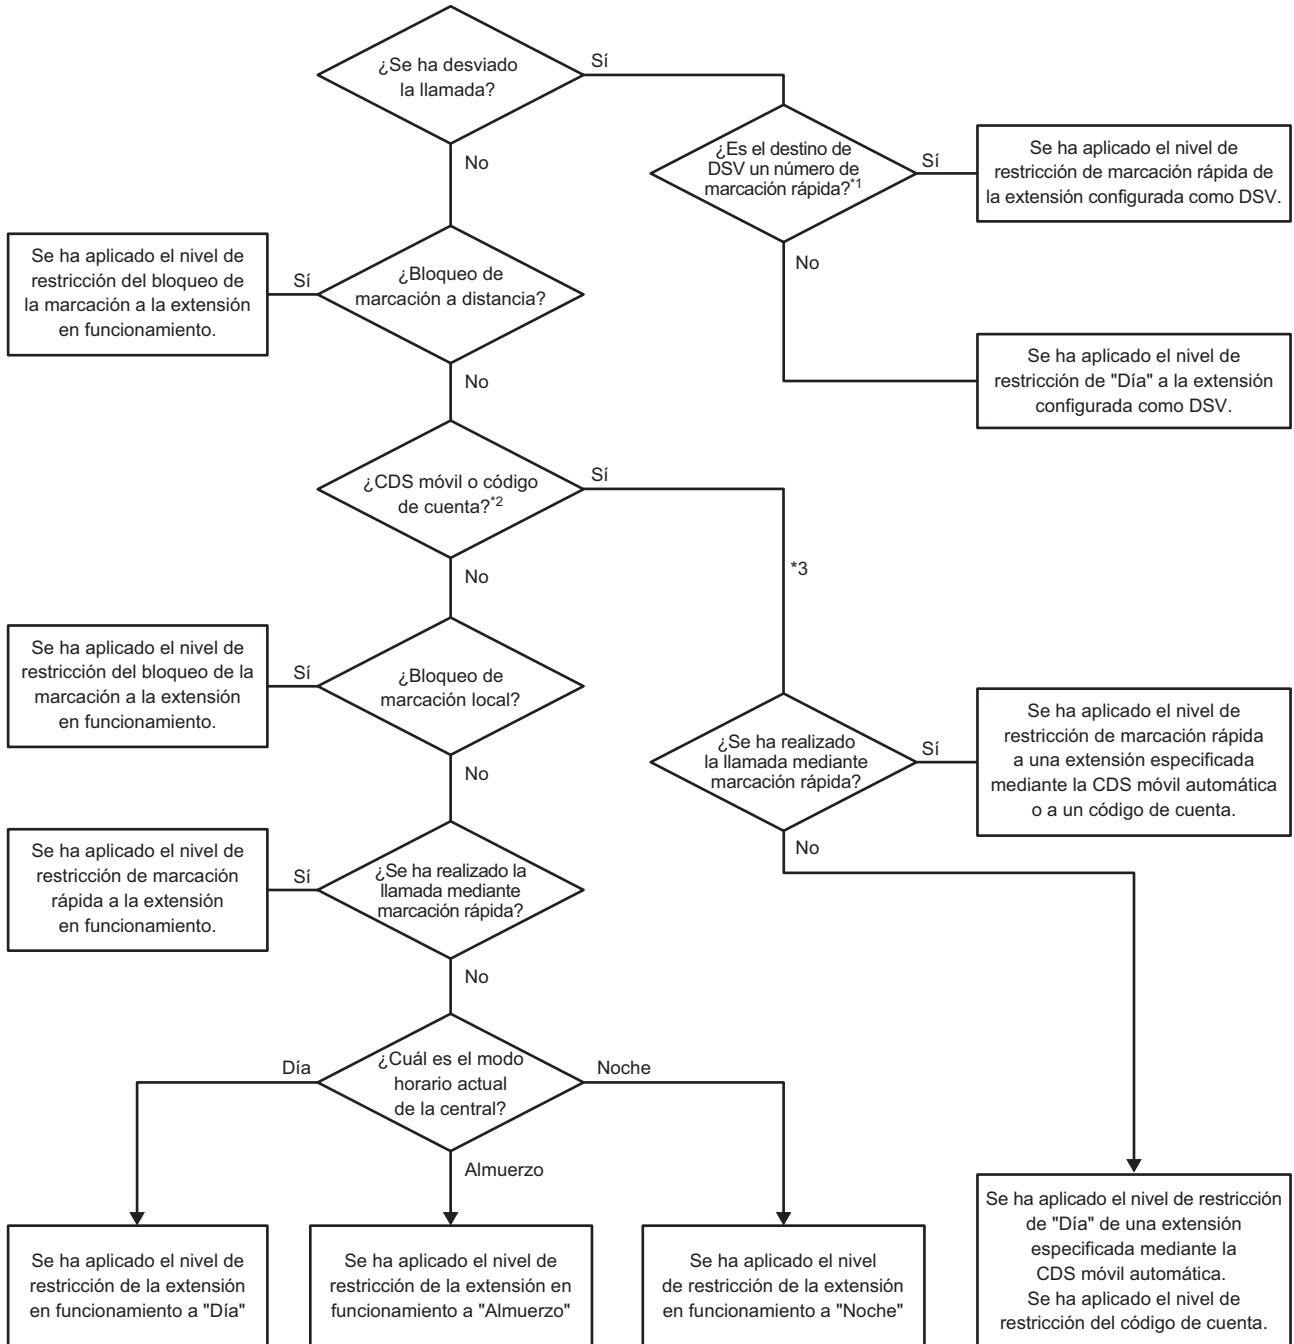 ¿Se ha desviado
la llamada?
Sí
No
¿Es el destino de
DSV un número de
marcación rápida?*1
Sí
Se ha aplicado el nivel de
restricción de marcación rápida de
la extensión configurada como DSV.
No
Se ha aplicado el nivel de
restricción de "Día" a la extensión
configurada como DSV.
Se ha aplicado el nivel de
restricción del bloqueo de
la marcación a la extensión
en funcionamiento.
Sí
¿Bloqueo de
marcación a distancia?
No
¿CDS móvil o código
de cuenta?*2
Sí
*3
No
Se ha aplicado el nivel de
restricción del bloqueo de la
marcación a la extensión
en funcionamiento.
Sí
¿Bloqueo de
marcación local?
No
¿Se ha realizado
la llamada mediante
marcación rápida?
Sí
Se ha aplicado el nivel de
restricción de marcación rápida
a una extensión especificada
mediante la CDS móvil automática
o a un código de cuenta.
No
Se ha aplicado el nivel de
restricción de marcación
rápida a la extensión
en funcionamiento.
Sí
¿Se ha realizado la
llamada mediante
marcación rápida?
No
Día
¿Cuál es el modo
horario actual
de la central?
Noche
Almuerzo
Se ha aplicado el nivel de
restricción de la extensión
en funcionamiento a "Día"
Se ha aplicado el nivel de
restricción de la extensión en
funcionamiento a "Almuerzo"
Se ha aplicado el nivel
de restricción de la extensión
en funcionamiento a "Noche"
Se ha aplicado el nivel de restricción
de "Día" de una extensión
especificada mediante la
CDS móvil automática.
Se ha aplicado el nivel de
restricción del código de cuenta.